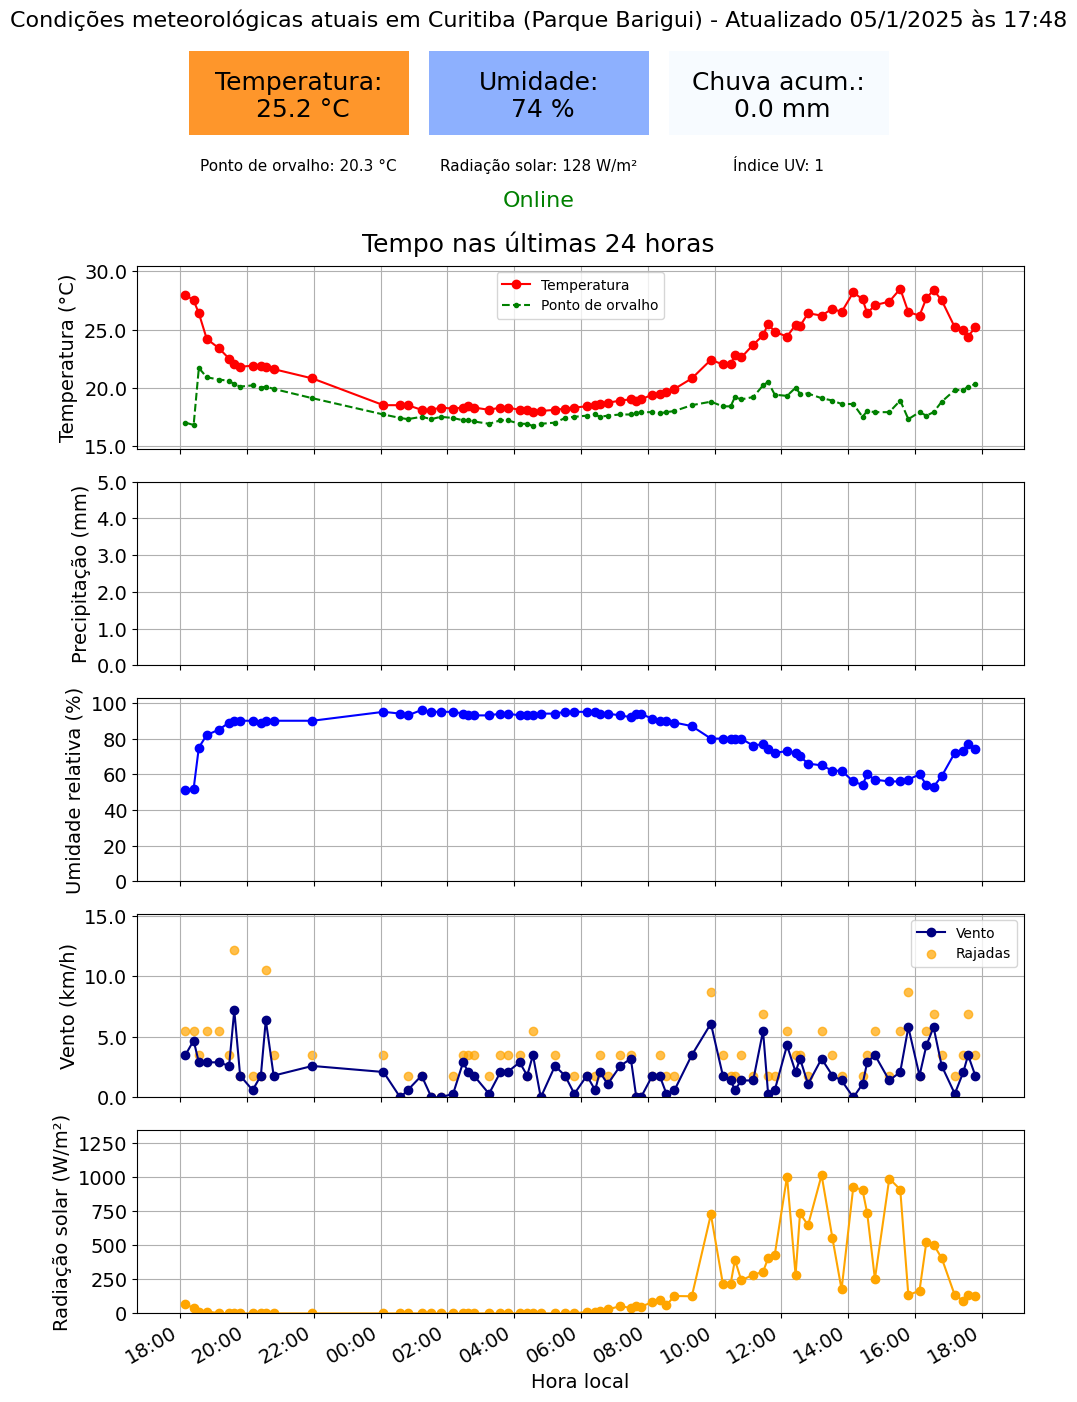 Condições meteorológicas atuais em Curitiba (Parque Barigui) - Atualizado 05/1/2025 às 17:48
Temperatura:
25.2 °C
Umidade:
74 %
Chuva acum.:
0.0 mm
Ponto de orvalho: 20.3 °C
Radiação solar: 128 W/m²
Índice UV: 1
Online
Tempo nas últimas 24 horas
Temperatura (°C)
30.0
25.0
20.0
15.0
Temperatura
Ponto de orvalho
Precipitação (mm)
5.0
4.0
3.0
2.0
1.0
0.0
Umidade relativa (%)
100
80
60
40
20
0
Vento (km/h)
15.0
10.0
5.0
0.0
Vento
Rajadas
Radiação solar (W/m²)
1250
1000
750
500
250
0
18:00
20:00
22:00
00:00
02:00
04:00
06:00
08:00
10:00
12:00
14:00
16:00
18:00
Hora local